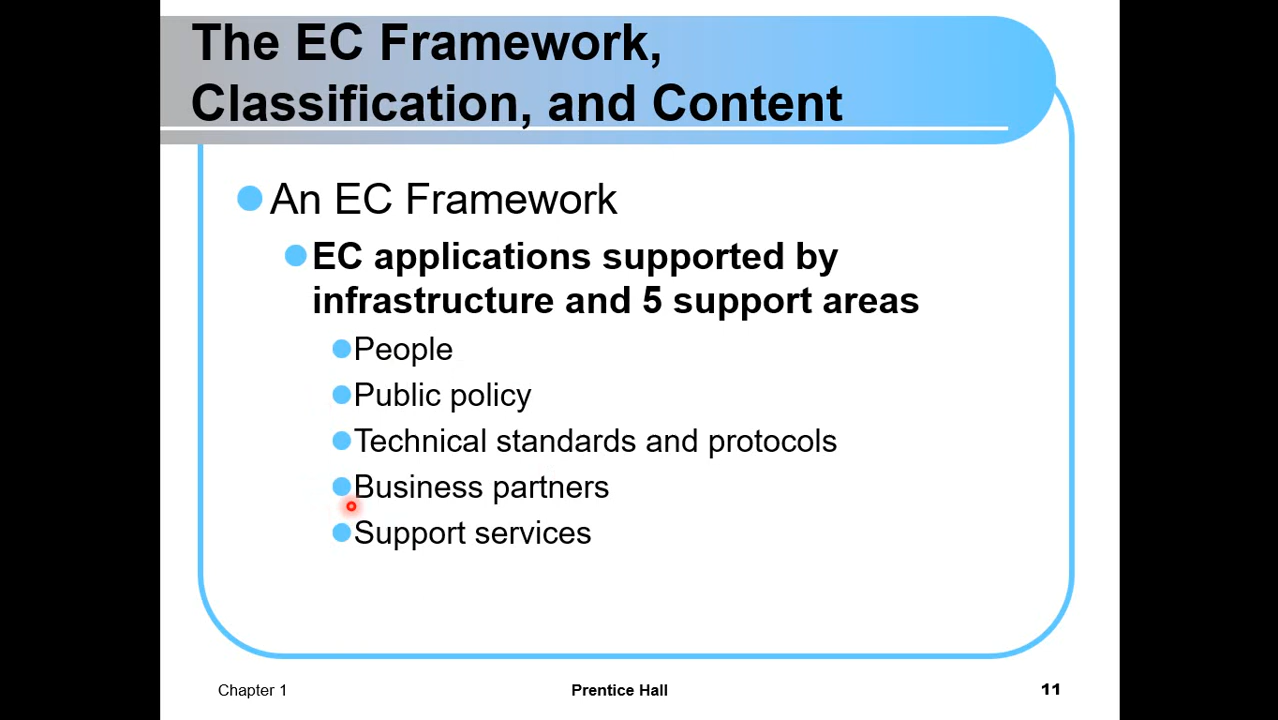 The EC Framework,
Classification, and Content
An EC Framework
EC applications supported by
infrastructure and 5 support areas
People
Public policy
Technical standards and protocols
Business partners
Support services
Chapter 1
Prentice Hall
11